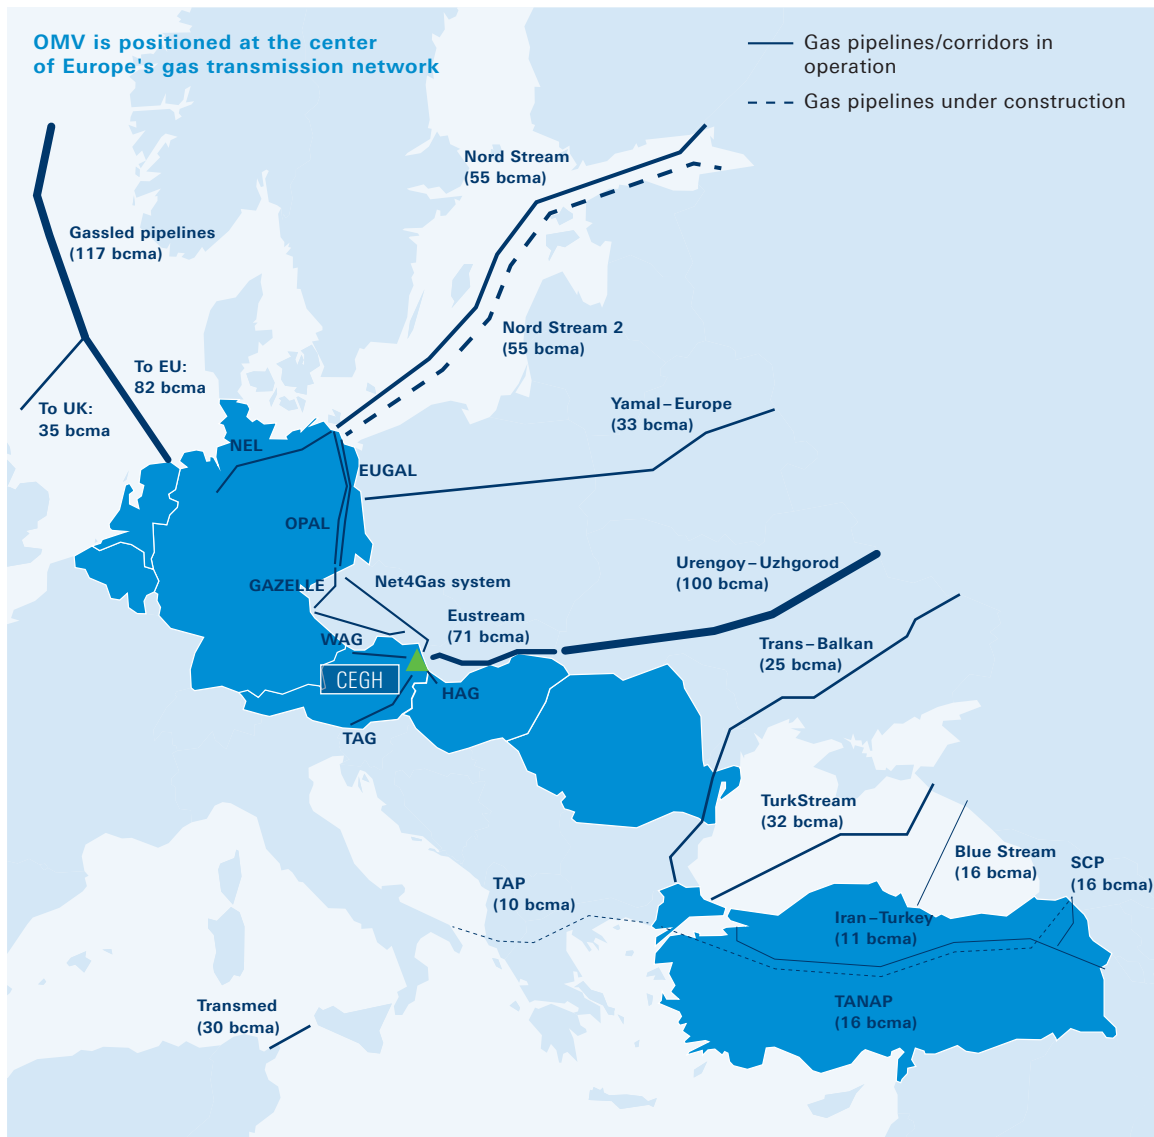 OMV is positioned at the center
of Europe's gas transmission network
Gas pipelines/corridors in
operation
Gas pipelines under construction
Nord Stream
(55 bcma)
Gassled pipelines
(117 bcma)
Nord Stream 2
(55 bcma)
To EU:
82 bcma
To UK:
35 bcma
Yamal–Europe
(33 bcma)
NEL
EUGAL
OPAL
Urengoy–Uzhgorod
(100 bcma)
GAZELLE
Net4Gas system
Eustream
(71 bcma)
WAG
Trans–Balkan
(25 bcma)
CEGH
HAG
TAG
TurkStream
(32 bcma)
Blue Stream
(16 bcma)
SCP
(16 bcma)
TAP
(10 bcma)
Iran–Turkey
(11 bcma)
TANAP
(16 bcma)
Transmed
(30 bcma)